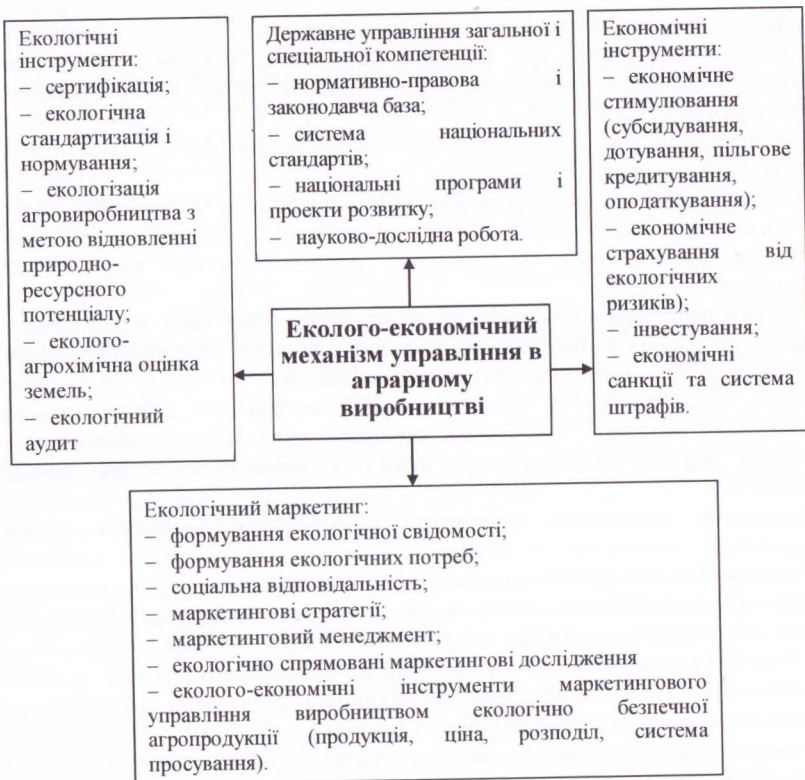 Екологічні
інструменти:
– сертифікація;
– екологічна
стандартизація і
нормування;
– екологізація
агровиробництва з
метою відновленні
природно-
ресурсного
потенціалу;
– еколого-
агрохімічна оцінка
земель;
– екологічний
аудит
Державне управління загальної і
спеціальної компетенції:
– нормативно-правова і
законодавча база;
– система національних
стандартів;
– національні програми і
проекти розвитку;
– науково-дослідна робота.
Економічні
інструменти:
– економічне
стимулювання
(субсидування,
дотування, пільгове
кредитування,
оподаткування);
– економічне
страхування від
екологічних
ризиків);
– інвестування;
– економічні
санкції та система
штрафів.
Еколого-економічний
механізм управління в
аграрному
виробництві
Екологічний маркетинг:
– формування екологічної свідомості;
– формування екологічних потреб;
– соціальна відповідальність;
– маркетингові стратегії;
– маркетинговий менеджмент;
– екологічно спрямовані маркетингові дослідження
– еколого-економічні інструменти маркетингового
управління виробництвом екологічно безпечної
агропродукції (продукція, ціна, розподіл, система
просування).